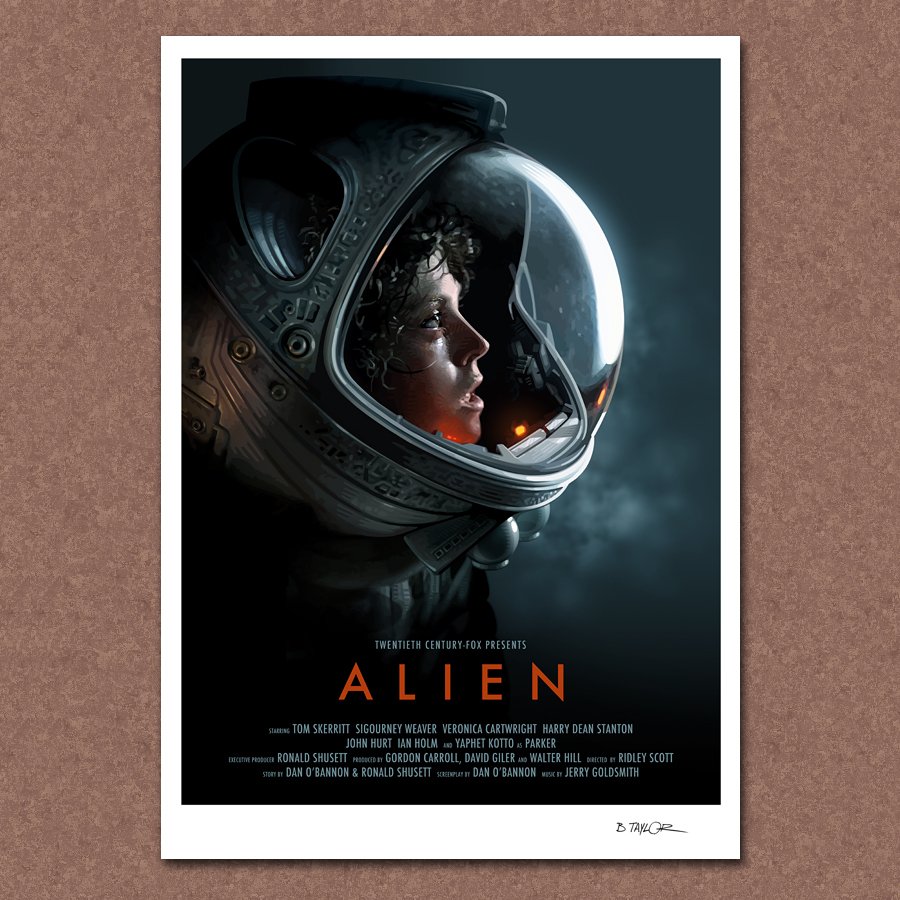 TWENTIETH CENTURY-FOX PRESENTS
ALIEN
STARRING TOM SKERRITT SIGOURNEY WEAVER VERONICA CARTWRIGHT HARRY DEAN STANTON
JOHN HURT IAN HOLM AND YAPHET KOTTO AS PARKER
EXECUTIVE PRODUCER RONALD SHUSETT PRODUCED BY GORDON CARROLL, DAVID GILER AND WALTER HILL DIRECTED BY RIDLEY SCOTT
STORY BY DAN O'BANNON & RONALD SHUSETT SCREENPLAY BY DAN O'BANNON MUSIC BY JERRY GOLDSMITH
B TAYLOR